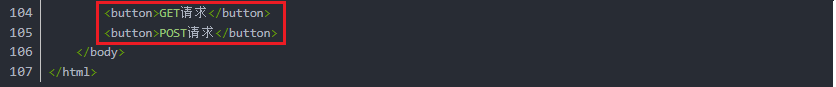 104 <button>GET请求</button>
105 <button>POST请求</button>
106 </body>
107 </html>